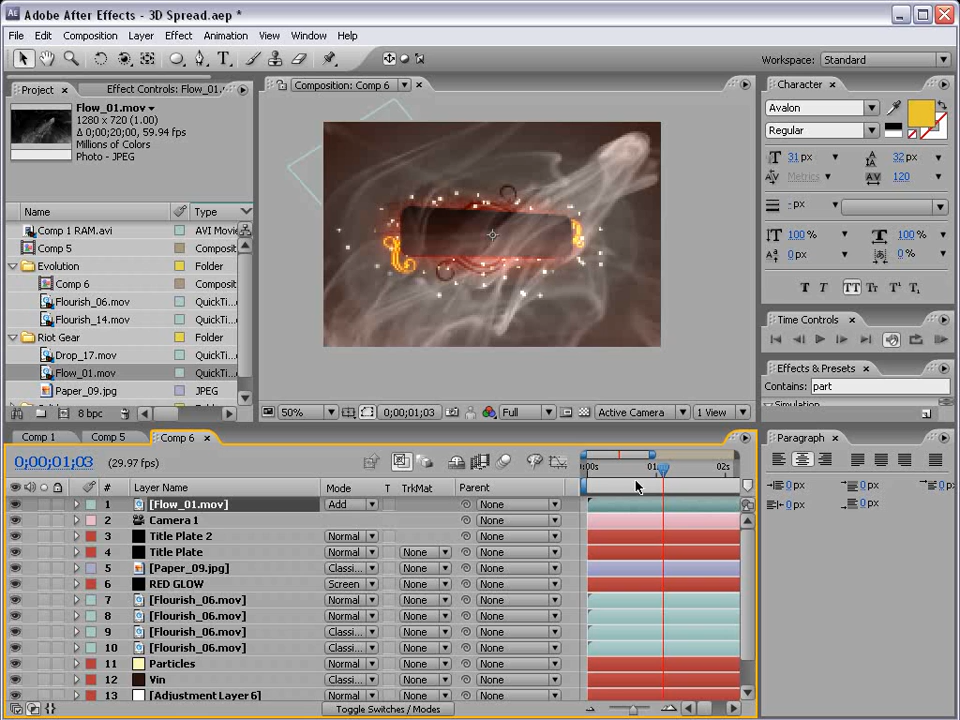 Adobe After Effects - 3D Spread.aep *
File Edit Composition Layer Effect Animation View Window Help
Workspace: Standard
Project Effect Controls: Flow_01.
Flow_01.mov
1280 x 720 (1.00)
Δ 0;00;20;00, 59.94 fps
Millions of Colors
Photo - JPEG
Name Type
Comp 1 RAM.avi AVI Movie
Comp 5 Composit
Evolution Folder
Comp 6 Composit
Flourish_06.mov QuickTi...
Flourish_14.mov QuickTi...
Riot Gear Folder
Drop_17.mov QuickTi...
Flow_01.mov QuickTi...
Paper_09.jpg JPEG
8 bpc
Composition: Comp 6
50% 0;00;01;03 Full Active Camera 1 View
Character
Avalon
Regular
31 px 32 px
Metrics 120
- px
100 % 100 %
0 px 0 %
T T TT Tr T¹ T₁
Time Controls
Effects & Presets
Contains: part
Simulation
Paragraph
0 px 0 px 0 px
0 px 0 px
Comp 1 Comp 5 Comp 6
0;00;01;03 (29.97 fps)
:00s 01 02s
# Layer Name Mode T TrkMat Parent
1 [Flow_01.mov] Add None
2 Camera 1 None
3 Title Plate 2 Normal None
4 Title Plate Normal None None
5 [Paper_09.jpg] Classi... None None
6 RED GLOW Screen None None
7 [Flourish_06.mov] Normal None None
8 [Flourish_06.mov] Normal None None
9 [Flourish_06.mov] Classi... None None
10 [Flourish_06.mov] Classi... None None
11 Particles Normal None None
12 Vin Classi... None None
13 [Adjustment Layer 6] Normal None None
Toggle Switches / Modes